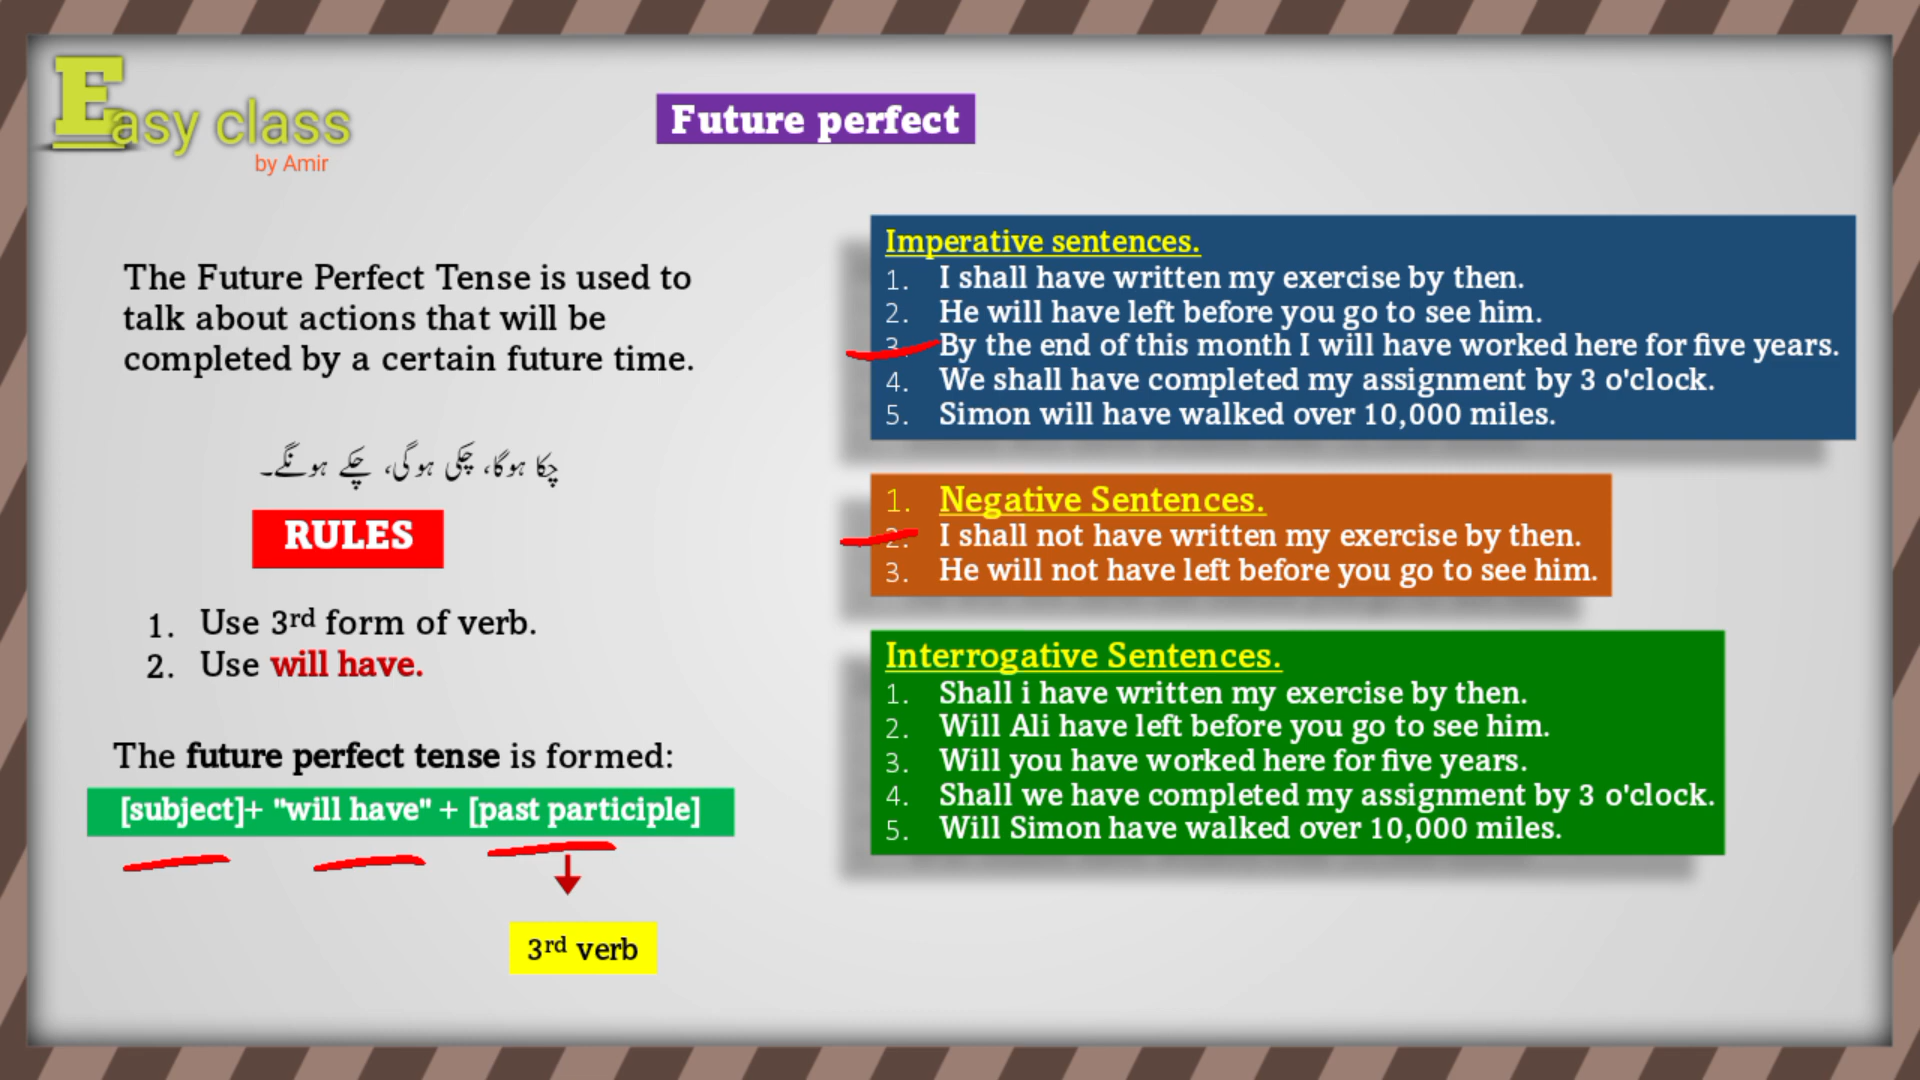 Easy class
by Amir
Future perfect
The Future Perfect Tense is used to
talk about actions that will be
completed by a certain future time.
چکا ہوگا، چکی ہوگی، چکے ہونگے۔
RULES
1. Use 3rd form of verb.
2. Use will have.
The future perfect tense is formed:
[subject]+ "will have" + [past participle]
3rd verb
Imperative sentences.
1. I shall have written my exercise by then.
2. He will have left before you go to see him.
3. By the end of this month I will have worked here for five years.
4. We shall have completed my assignment by 3 o'clock.
5. Simon will have walked over 10,000 miles.
1. Negative Sentences.
2. I shall not have written my exercise by then.
3. He will not have left before you go to see him.
Interrogative Sentences.
1. Shall i have written my exercise by then.
2. Will Ali have left before you go to see him.
3. Will you have worked here for five years.
4. Shall we have completed my assignment by 3 o'clock.
5. Will Simon have walked over 10,000 miles.